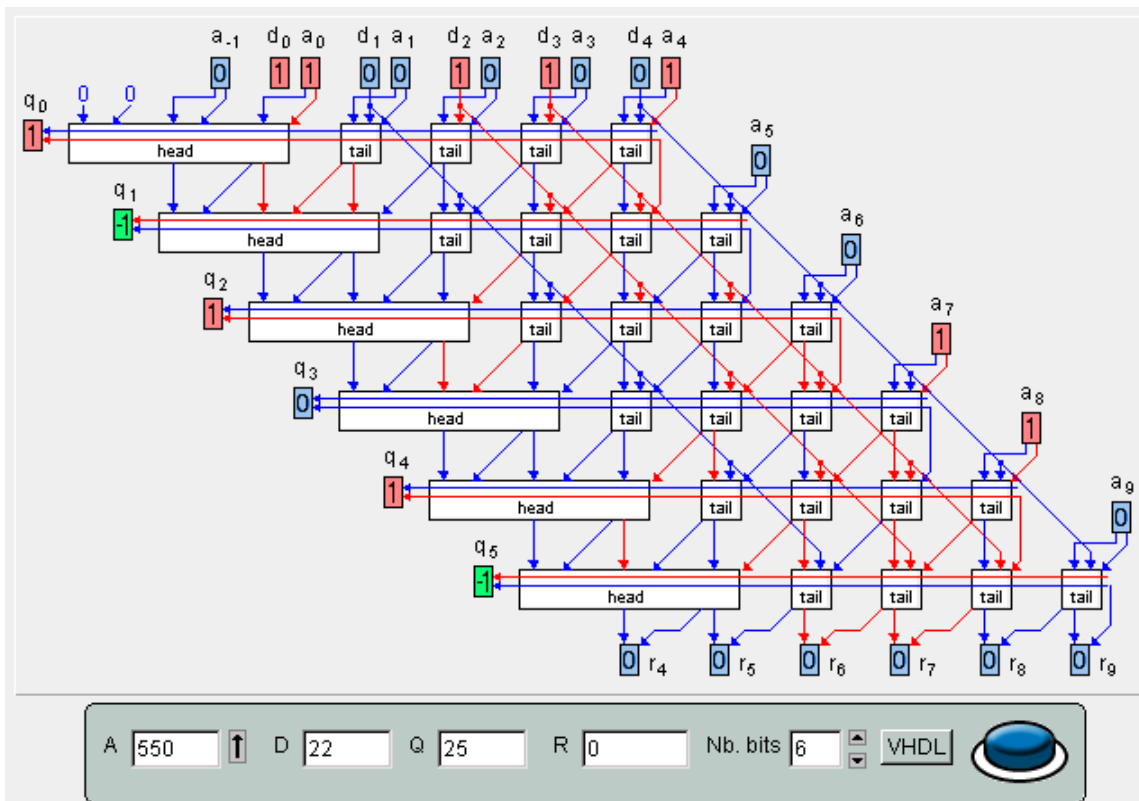 a-1 d0 a0 d1 a1 d2 a2 d3 a3 d4 a4
0 1 1 0 0 1 0 1 0 0 1
q0 0 0
1 head tail tail tail tail
a5
0
q1
-1 head tail tail tail tail
a6
0
q2
1 head tail tail tail tail
a7
1
q3
0 head tail tail tail tail
a8
1
q4
1 head tail tail tail tail
a9
0
q5
-1 head tail tail tail tail
0 r4 0 r5 0 r6 0 r7 0 r8 0 r9
A 550 D 22 Q 25 R 0 Nb. bits 6 VHDL